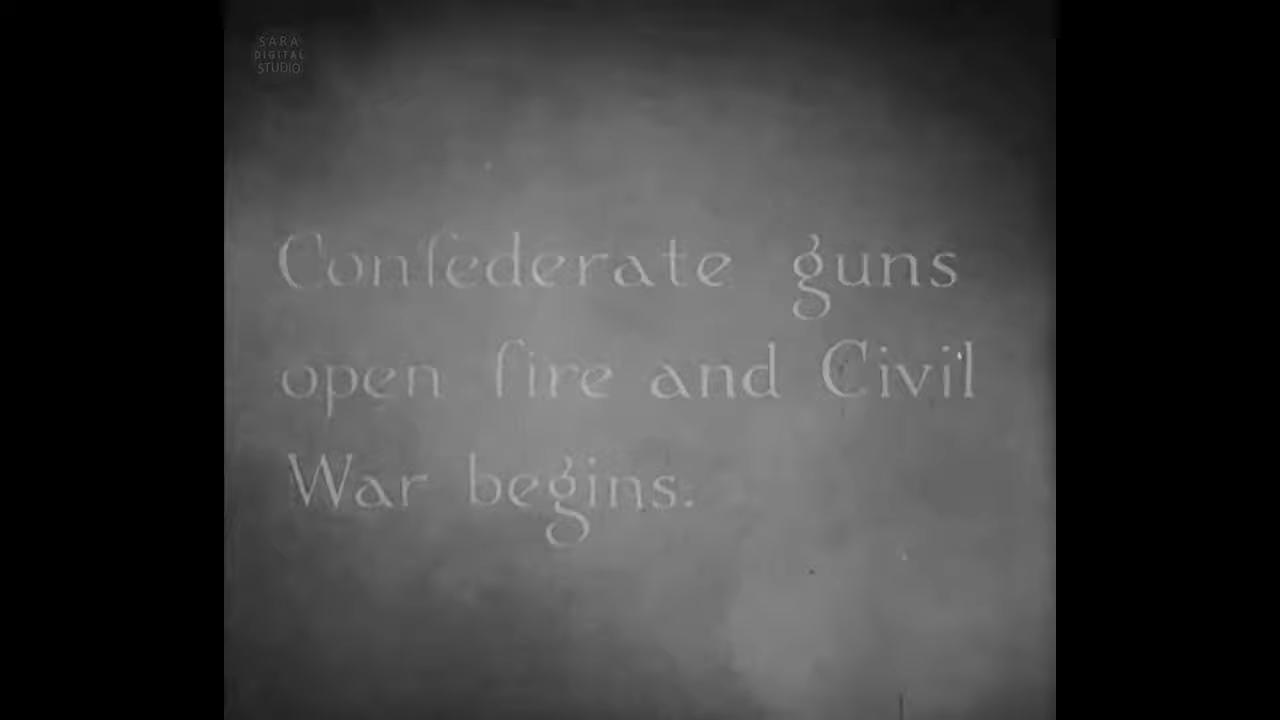 SARA
DIGITAL
STUDIO
Confederate guns
open fire and Civil
War begins.